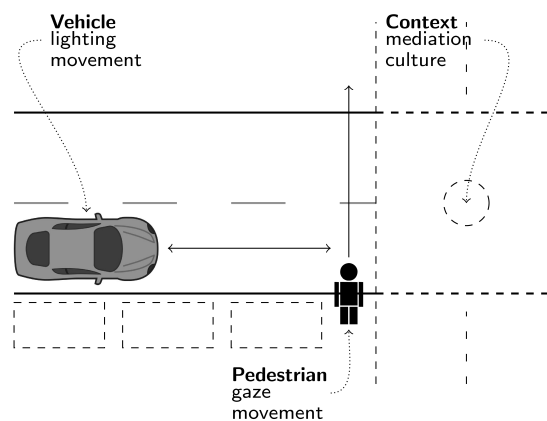 Vehicle
lighting
movement
Context
mediation
culture
Pedestrian
gaze
movement